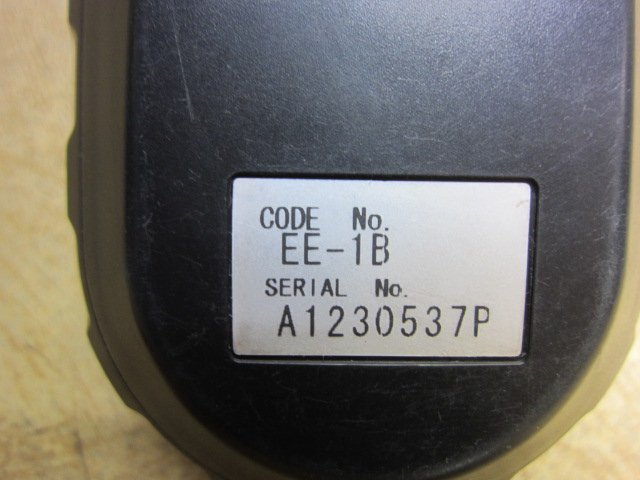 CODE No.
EE-1B
SERIAL No.
A1230537P